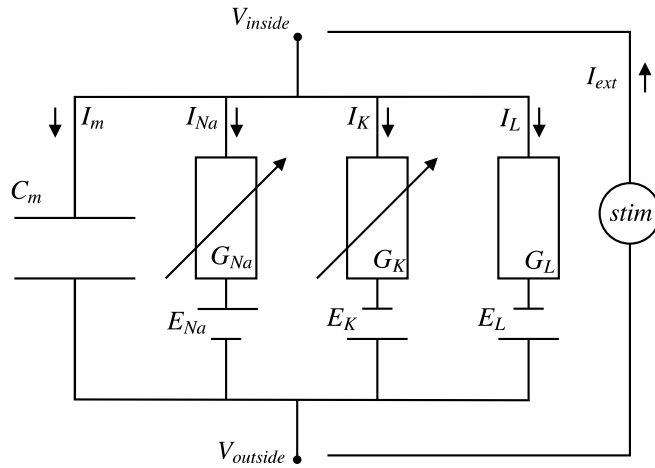 V_inside
I_ext
I_m
I_Na
I_K
I_L
C_m
stim
G_Na
G_K
G_L
E_Na
E_K
E_L
V_outside